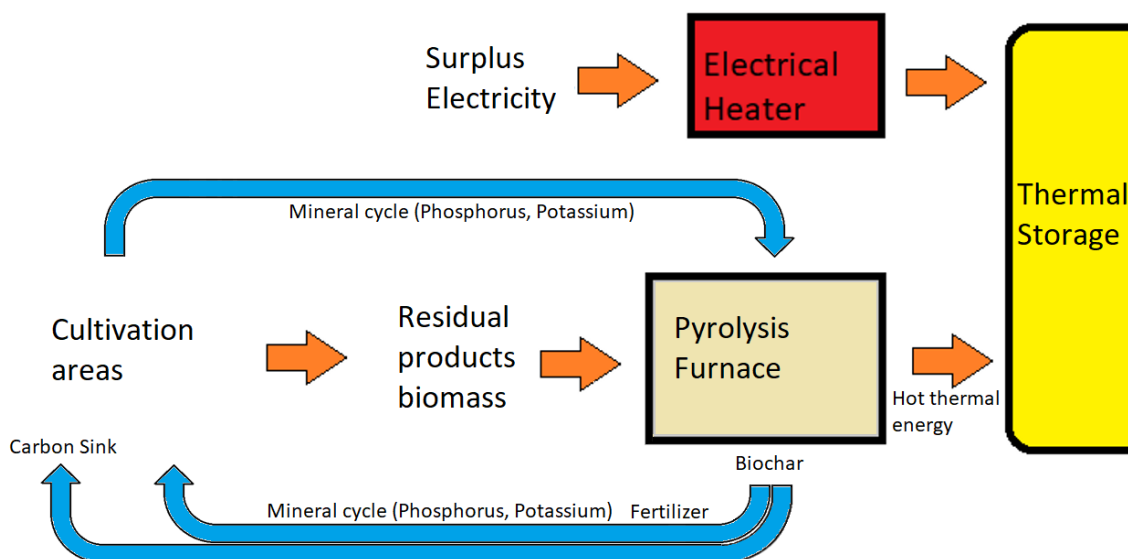 Surplus
Electricity
Electrical
Heater
Thermal
Storage
Mineral cycle (Phosphorus, Potassium)
Cultivation
areas
Residual
products
biomass
Pyrolysis
Furnace
Hot thermal
energy
Carbon Sink
Biochar
Mineral cycle (Phosphorus, Potassium)
Fertilizer